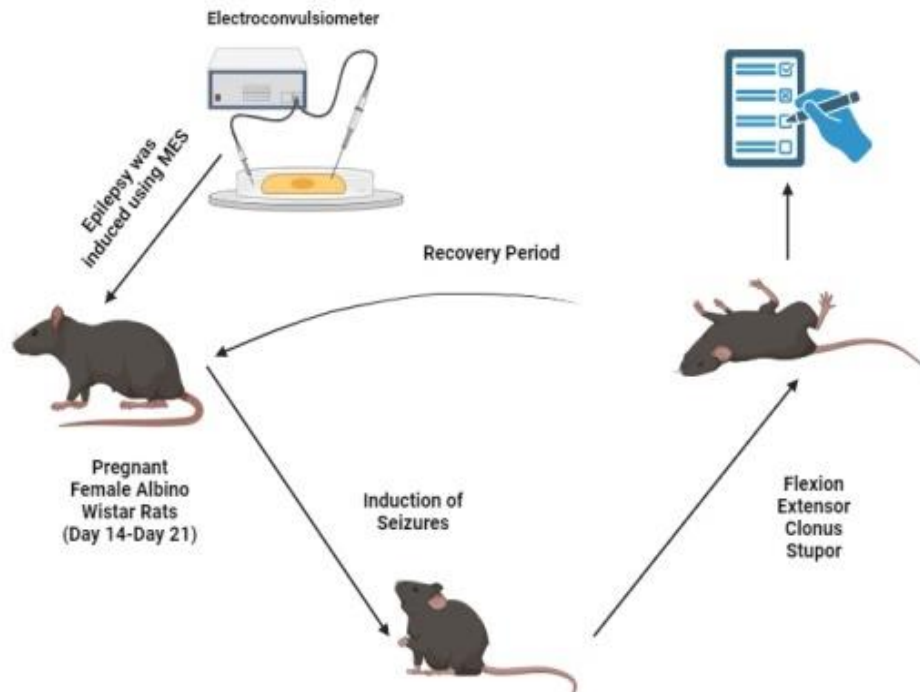 Electroconvulsiometer
Epilepsy was
induced using MES
Recovery Period
Pregnant
Female Albino
Wistar Rats
(Day 14-Day 21)
Induction of
Seizures
Flexion
Extensor
Clonus
Stupor